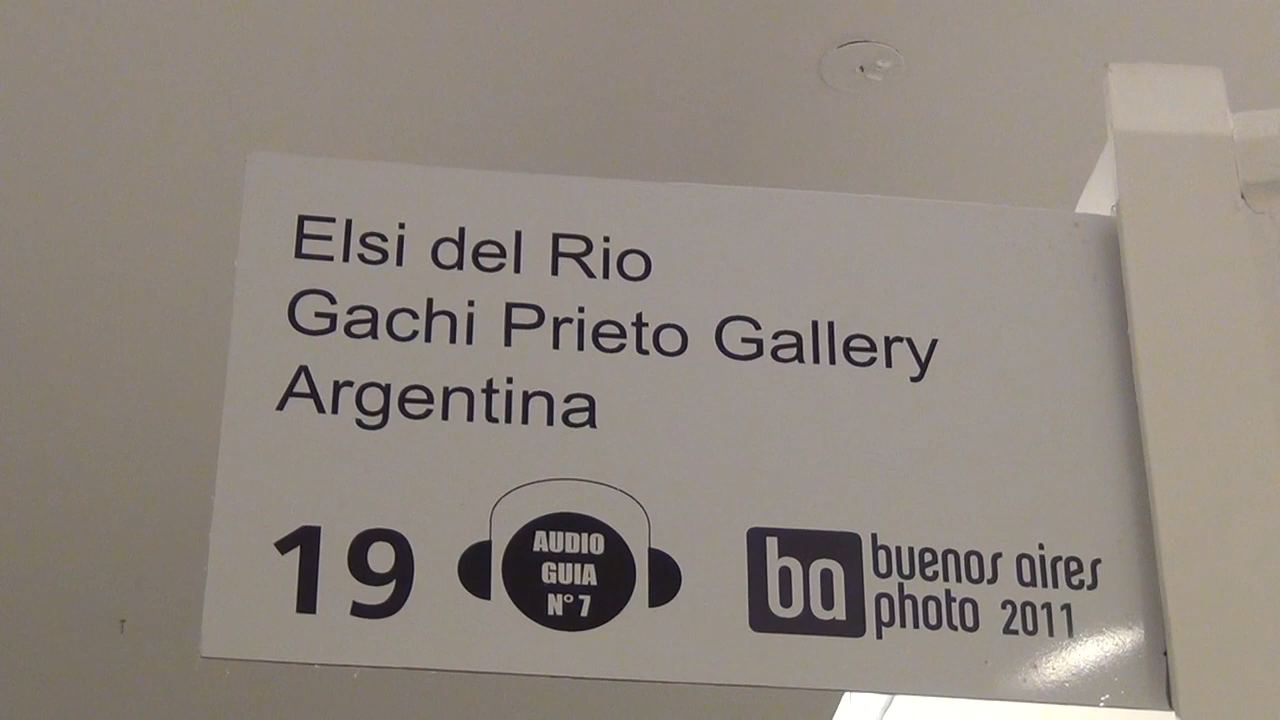 Elsi del Rio
Gachi Prieto Gallery
Argentina
19
AUDIO
GUIA
N° 7
ba
buenos aires
photo 2011